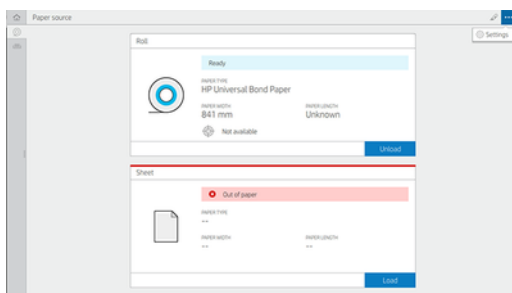 Paper source
Settings
Roll
Ready
PAPER TYPE
HP Universal Bond Paper
PAPER WIDTH PAPER LENGTH
841 mm Unknown
Not available
Unload
Sheet
Out of paper
PAPER TYPE
--
PAPER WIDTH PAPER LENGTH
-- --
Load